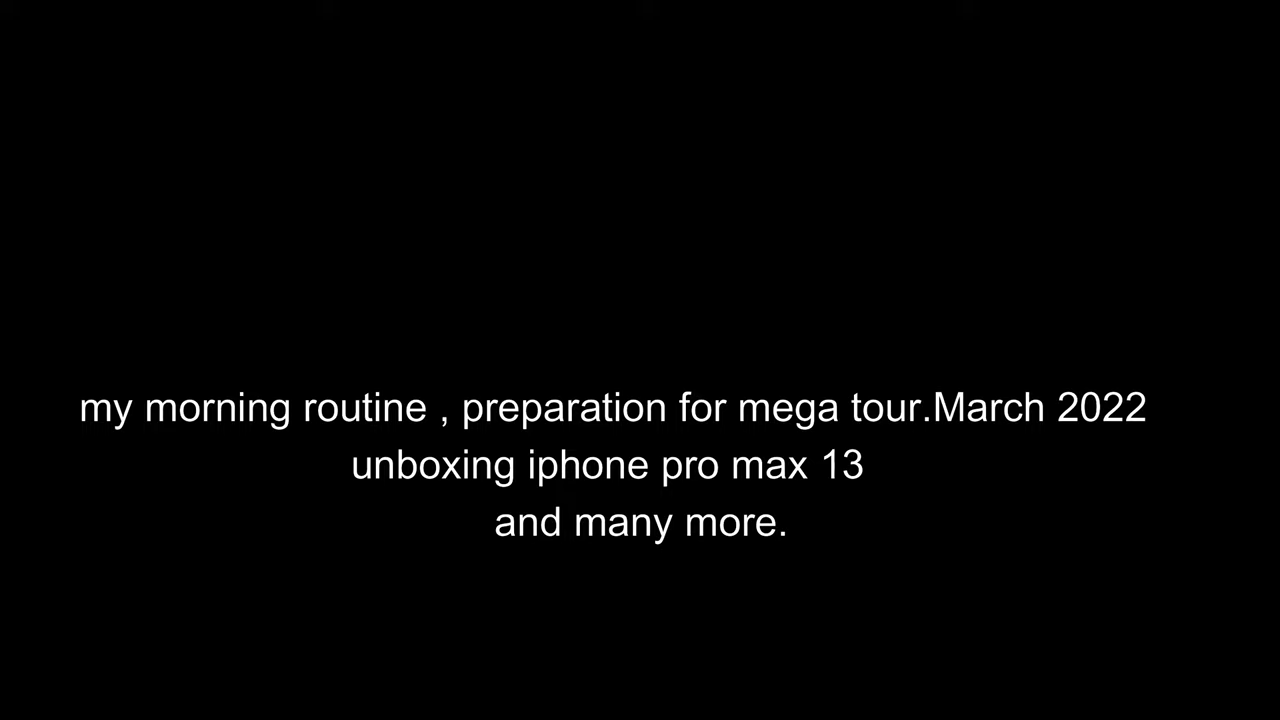 my morning routine , preparation for mega tour.March 2022
unboxing iphone pro max 13
and many more.